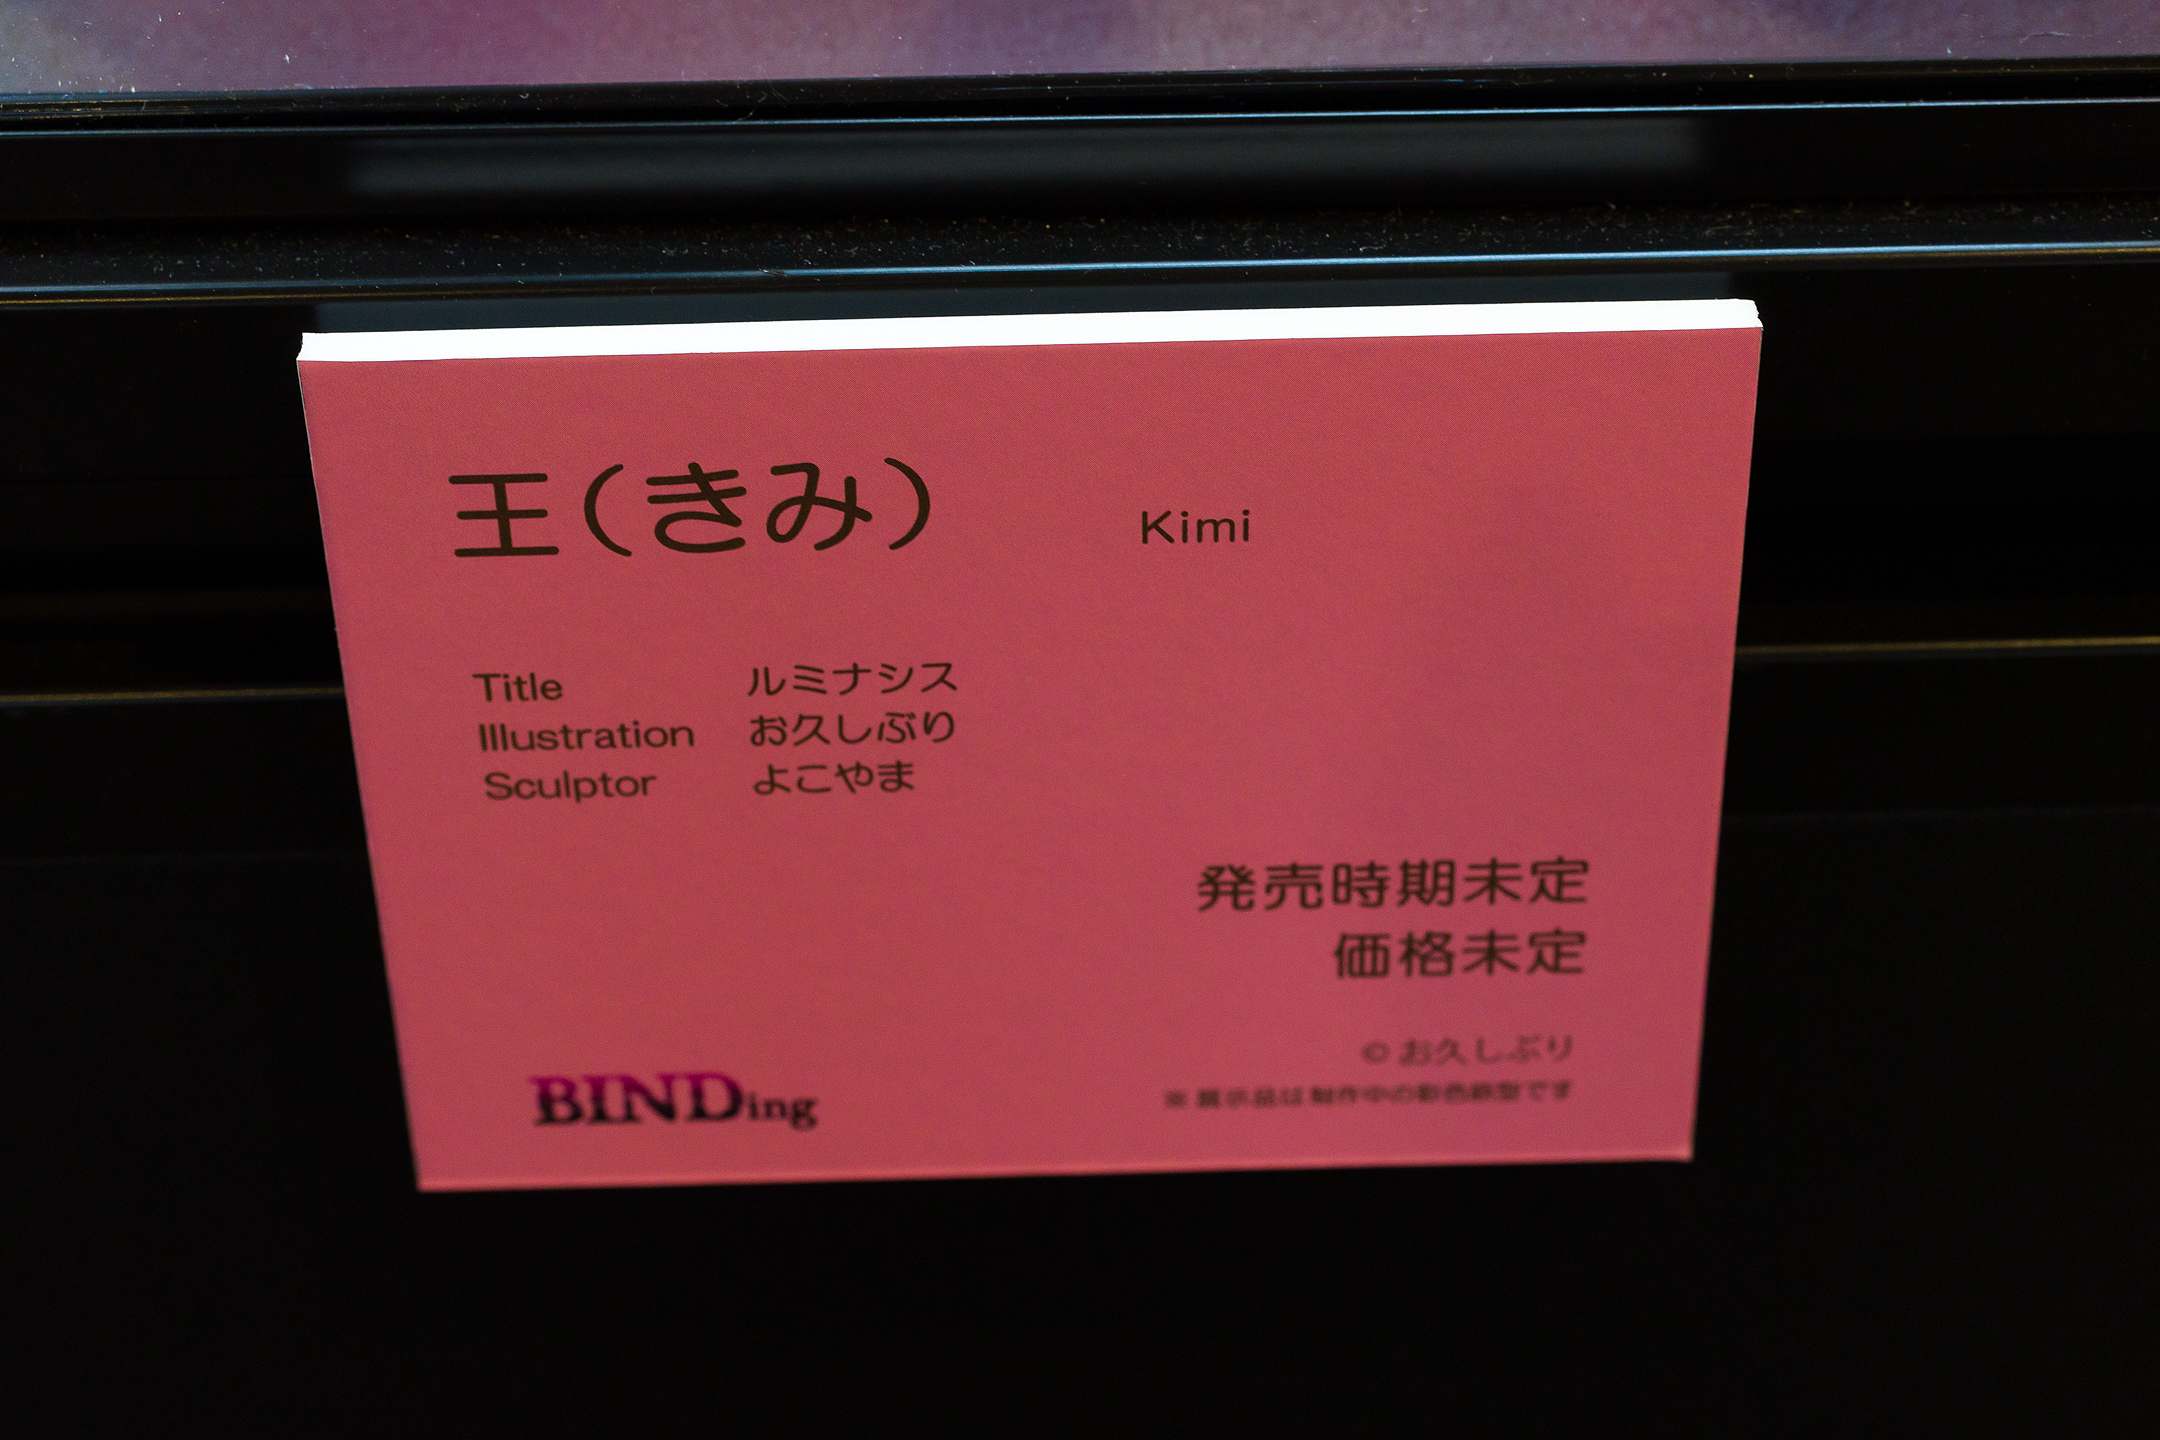 王（きみ） Kimi
Title ルミナシス
Illustration お久しぶり
Sculptor よこやま
発売時期未定
価格未定
© お久しぶり
※展示品は制作中の彩色原型です
BINDing